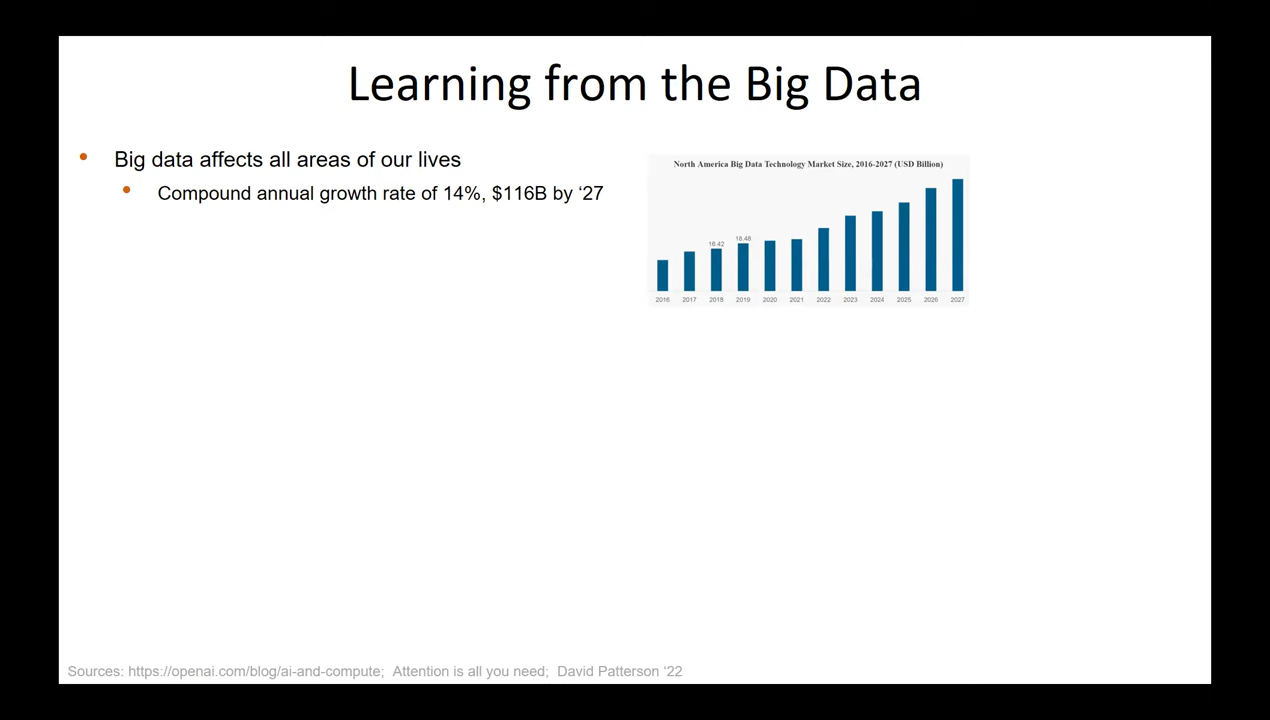 Learning from the Big Data
• Big data affects all areas of our lives
• Compound annual growth rate of 14%, $116B by ‘27
North America Big Data Technology Market Size, 2016-2027 (USD Billion)
16.42 18.48
2016 2017 2018 2019 2020 2021 2022 2023 2024 2025 2026 2027
Sources: https://openai.com/blog/ai-and-compute; Attention is all you need; David Patterson ‘22